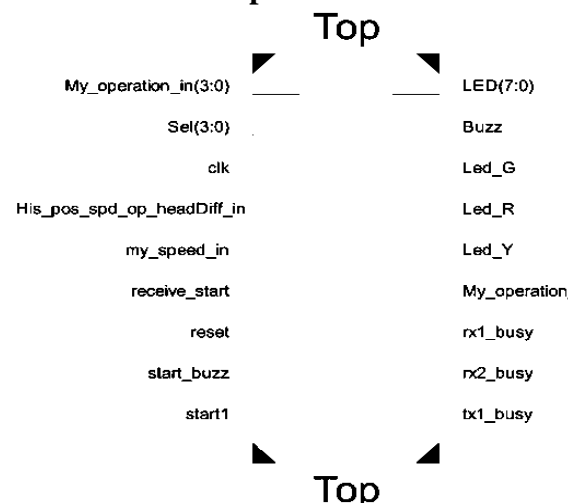 Top
My_operation_in(3:0)
LED(7:0)
Sel(3:0)
Buzz
clk
Led_G
His_pos_spd_op_headDiff_in
Led_R
my_speed_in
Led_Y
receive_start
My_operation
reset
rx1_busy
start_buzz
rx2_busy
start1
tx1_busy
Top